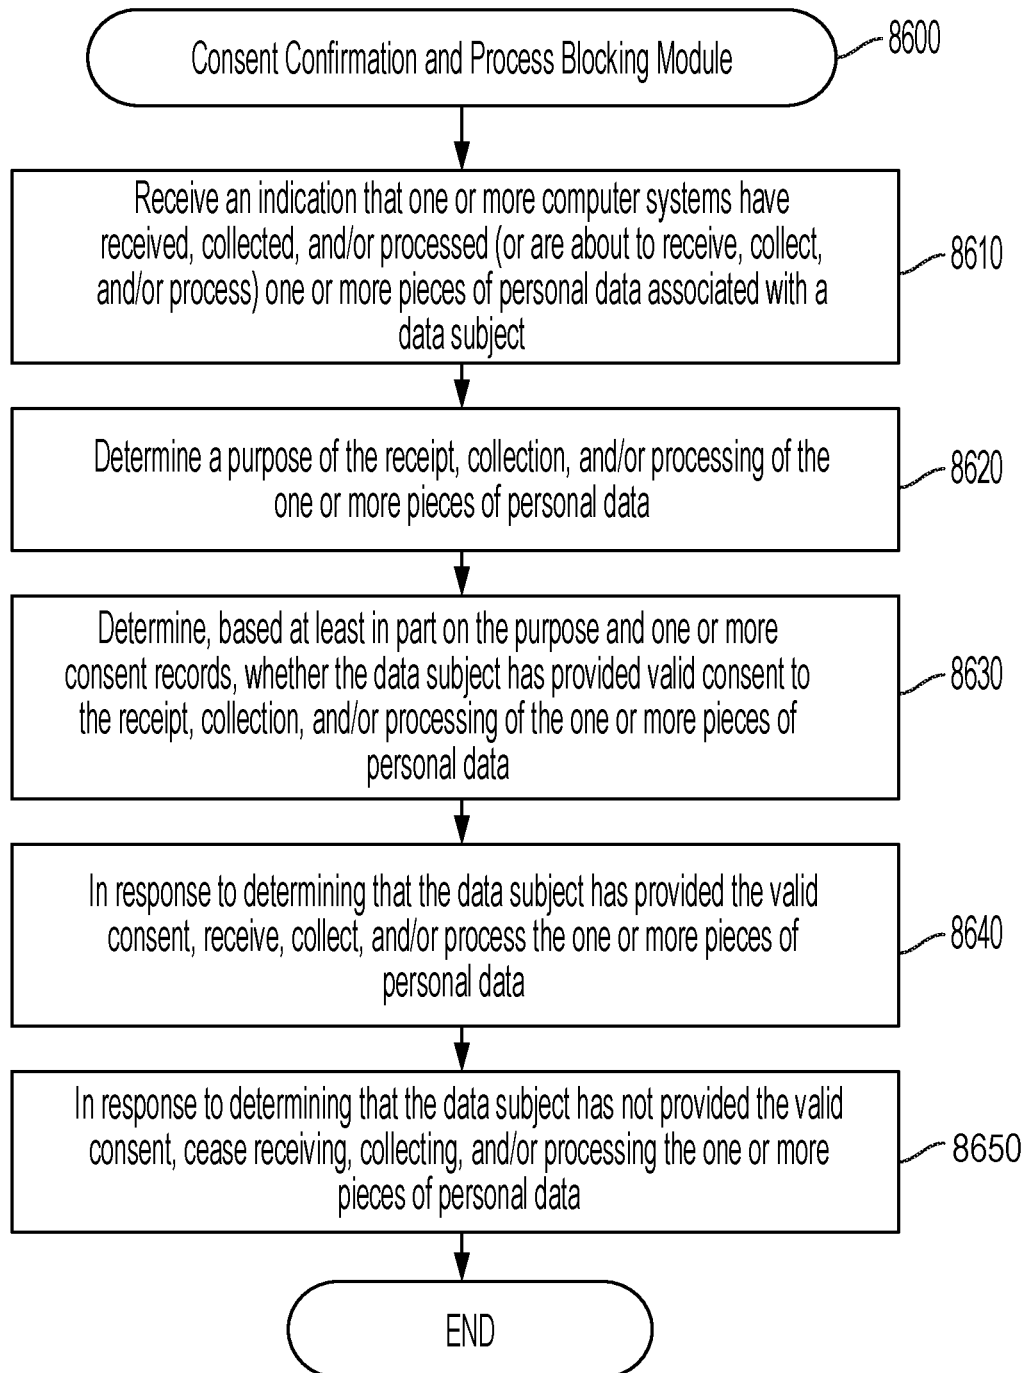 Consent Confirmation and Process Blocking Module
8600
Receive an indication that one or more computer systems have
received, collected, and/or processed (or are about to receive, collect,
and/or process) one or more pieces of personal data associated with a
data subject
8610
Determine a purpose of the receipt, collection, and/or processing of the
one or more pieces of personal data
8620
Determine, based at least in part on the purpose and one or more
consent records, whether the data subject has provided valid consent to
the receipt, collection, and/or processing of the one or more pieces of
personal data
8630
In response to determining that the data subject has provided the valid
consent, receive, collect, and/or process the one or more pieces of
personal data
8640
In response to determining that the data subject has not provided the valid
consent, cease receiving, collecting, and/or processing the one or more
pieces of personal data
8650
END